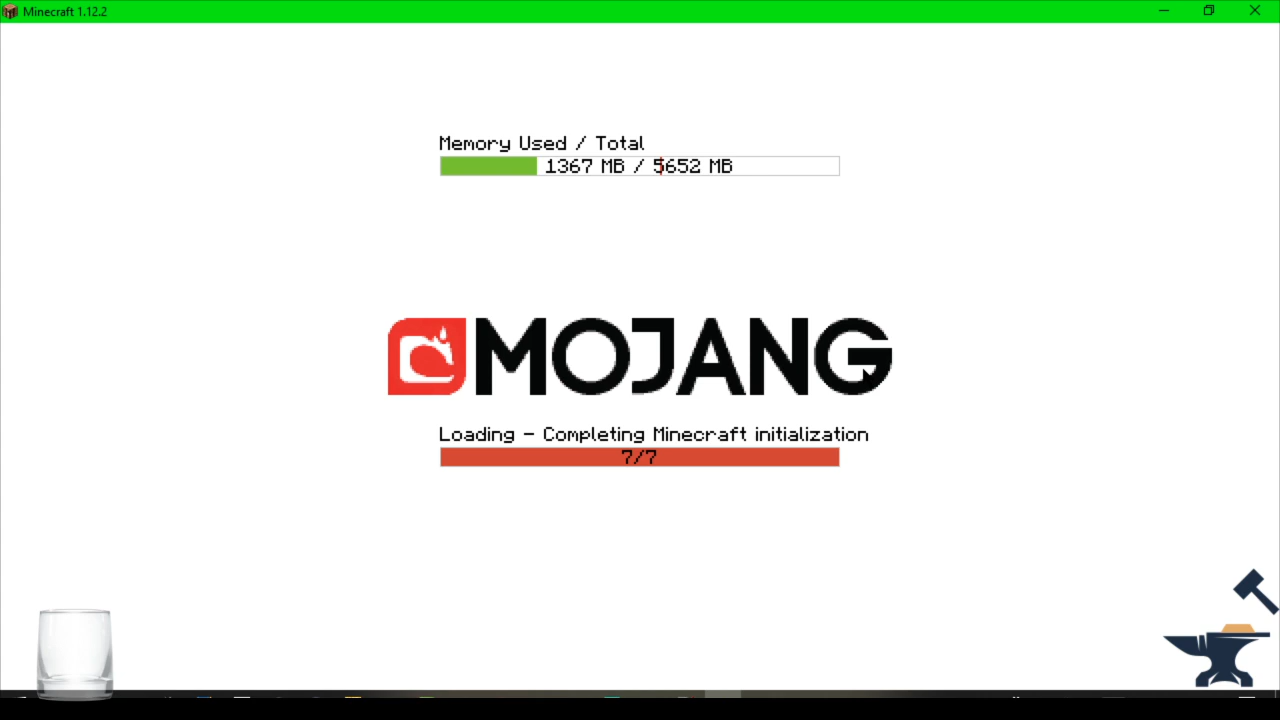 Minecraft 1.12.2
Memory Used / Total
1367 MB / 5652 MB
MOJANG
Loading - Completing Minecraft initialization
7/7